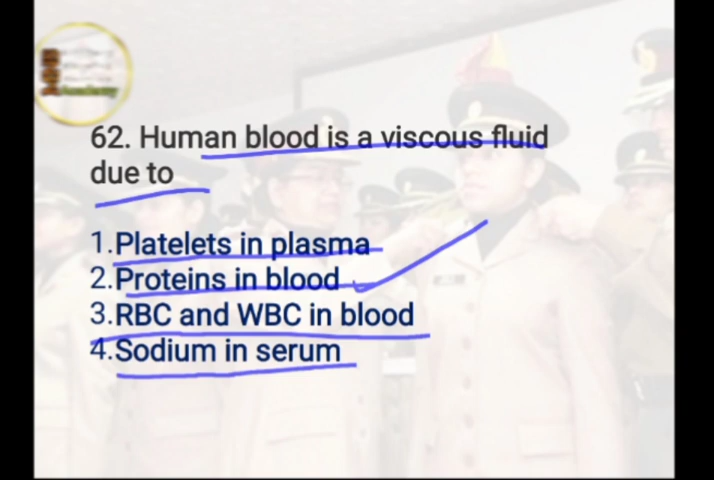 Academy
62. Human blood is a viscous fluid
due to
1.Platelets in plasma
2.Proteins in blood
3.RBC and WBC in blood
4.Sodium in serum